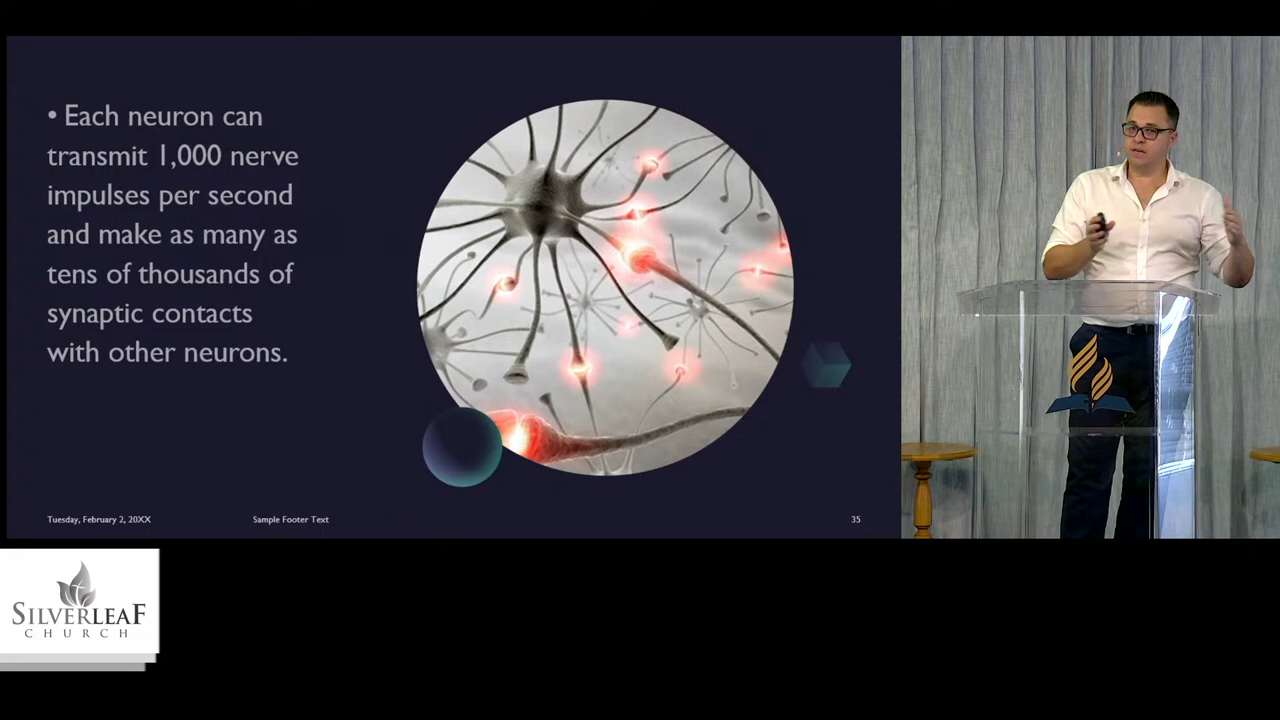 • Each neuron can
transmit 1,000 nerve
impulses per second
and make as many as
tens of thousands of
synaptic contacts
with other neurons.
Tuesday, February 2, 20XX
Sample Footer Text
35
SILVERLEAF
CHURCH